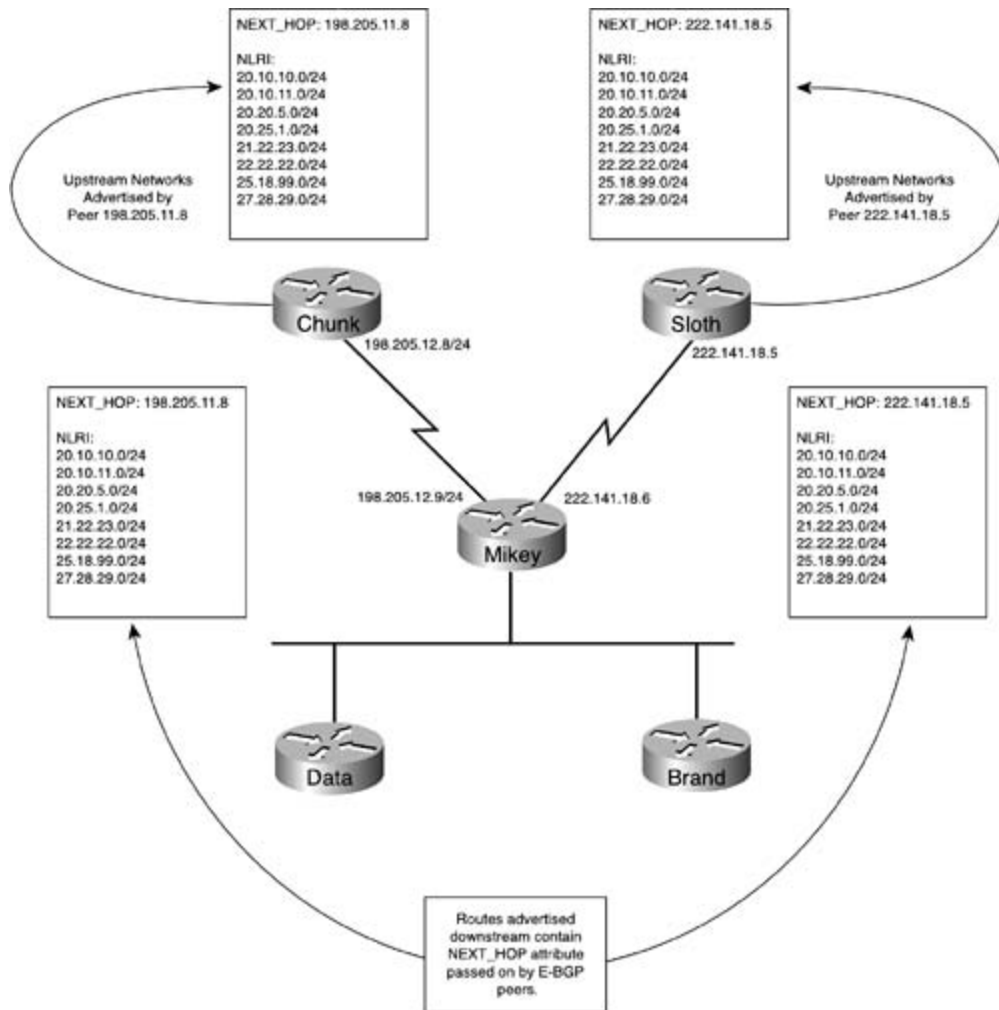 NEXT_HOP: 198.205.11.8
NLRI:
20.10.10.0/24
20.10.11.0/24
20.20.5.0/24
20.25.1.0/24
21.22.23.0/24
22.22.22.0/24
25.18.99.0/24
27.28.29.0/24
NEXT_HOP: 222.141.18.5
NLRI:
20.10.10.0/24
20.10.11.0/24
20.20.5.0/24
20.25.1.0/24
21.22.23.0/24
22.22.22.0/24
25.18.99.0/24
27.28.29.0/24
Upstream Networks
Advertised by
Peer 198.205.11.8
Upstream Networks
Advertised by
Peer 222.141.18.5
Chunk
198.205.12.8/24
Sloth
222.141.18.5
NEXT_HOP: 198.205.11.8
NLRI:
20.10.10.0/24
20.10.11.0/24
20.20.5.0/24
20.25.1.0/24
21.22.23.0/24
22.22.22.0/24
25.18.99.0/24
27.28.29.0/24
NEXT_HOP: 222.141.18.5
NLRI:
20.10.10.0/24
20.10.11.0/24
20.20.5.0/24
20.25.1.0/24
21.22.23.0/24
22.22.22.0/24
25.18.99.0/24
27.28.29.0/24
198.205.12.9/24
222.141.18.6
Mikey
Data
Brand
Routes advertised
downstream contain
NEXT_HOP attribute
passed on by E-BGP
peers.